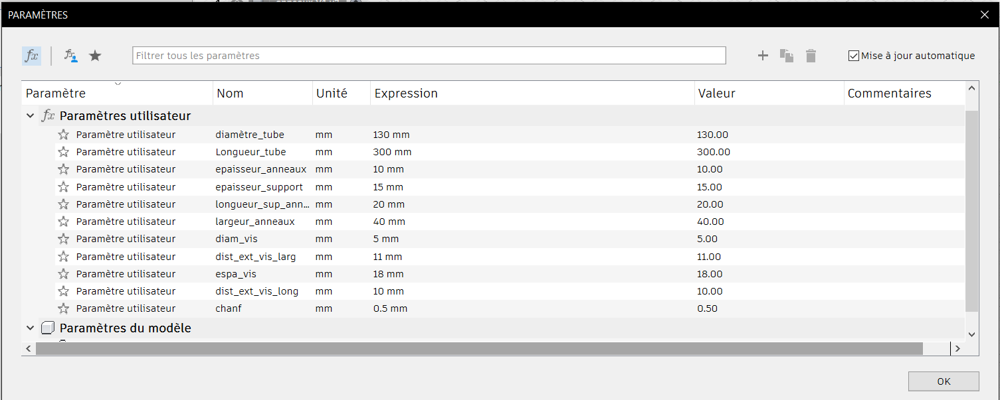 PARAMÈTRES
fx fx Filtrer tous les paramètres Mise à jour automatique
Paramètre Nom Unité Expression Valeur Commentaires
fx Paramètres utilisateur
Paramètre utilisateur diamètre_tube mm 130 mm 130.00
Paramètre utilisateur Longueur_tube mm 300 mm 300.00
Paramètre utilisateur epaisseur_anneaux mm 10 mm 10.00
Paramètre utilisateur epaisseur_support mm 15 mm 15.00
Paramètre utilisateur longueur_sup_ann... mm 20 mm 20.00
Paramètre utilisateur largeur_anneaux mm 40 mm 40.00
Paramètre utilisateur diam_vis mm 5 mm 5.00
Paramètre utilisateur dist_ext_vis_larg mm 11 mm 11.00
Paramètre utilisateur espa_vis mm 18 mm 18.00
Paramètre utilisateur dist_ext_vis_long mm 10 mm 10.00
Paramètre utilisateur chanf mm 0.5 mm 0.50
Paramètres du modèle
OK